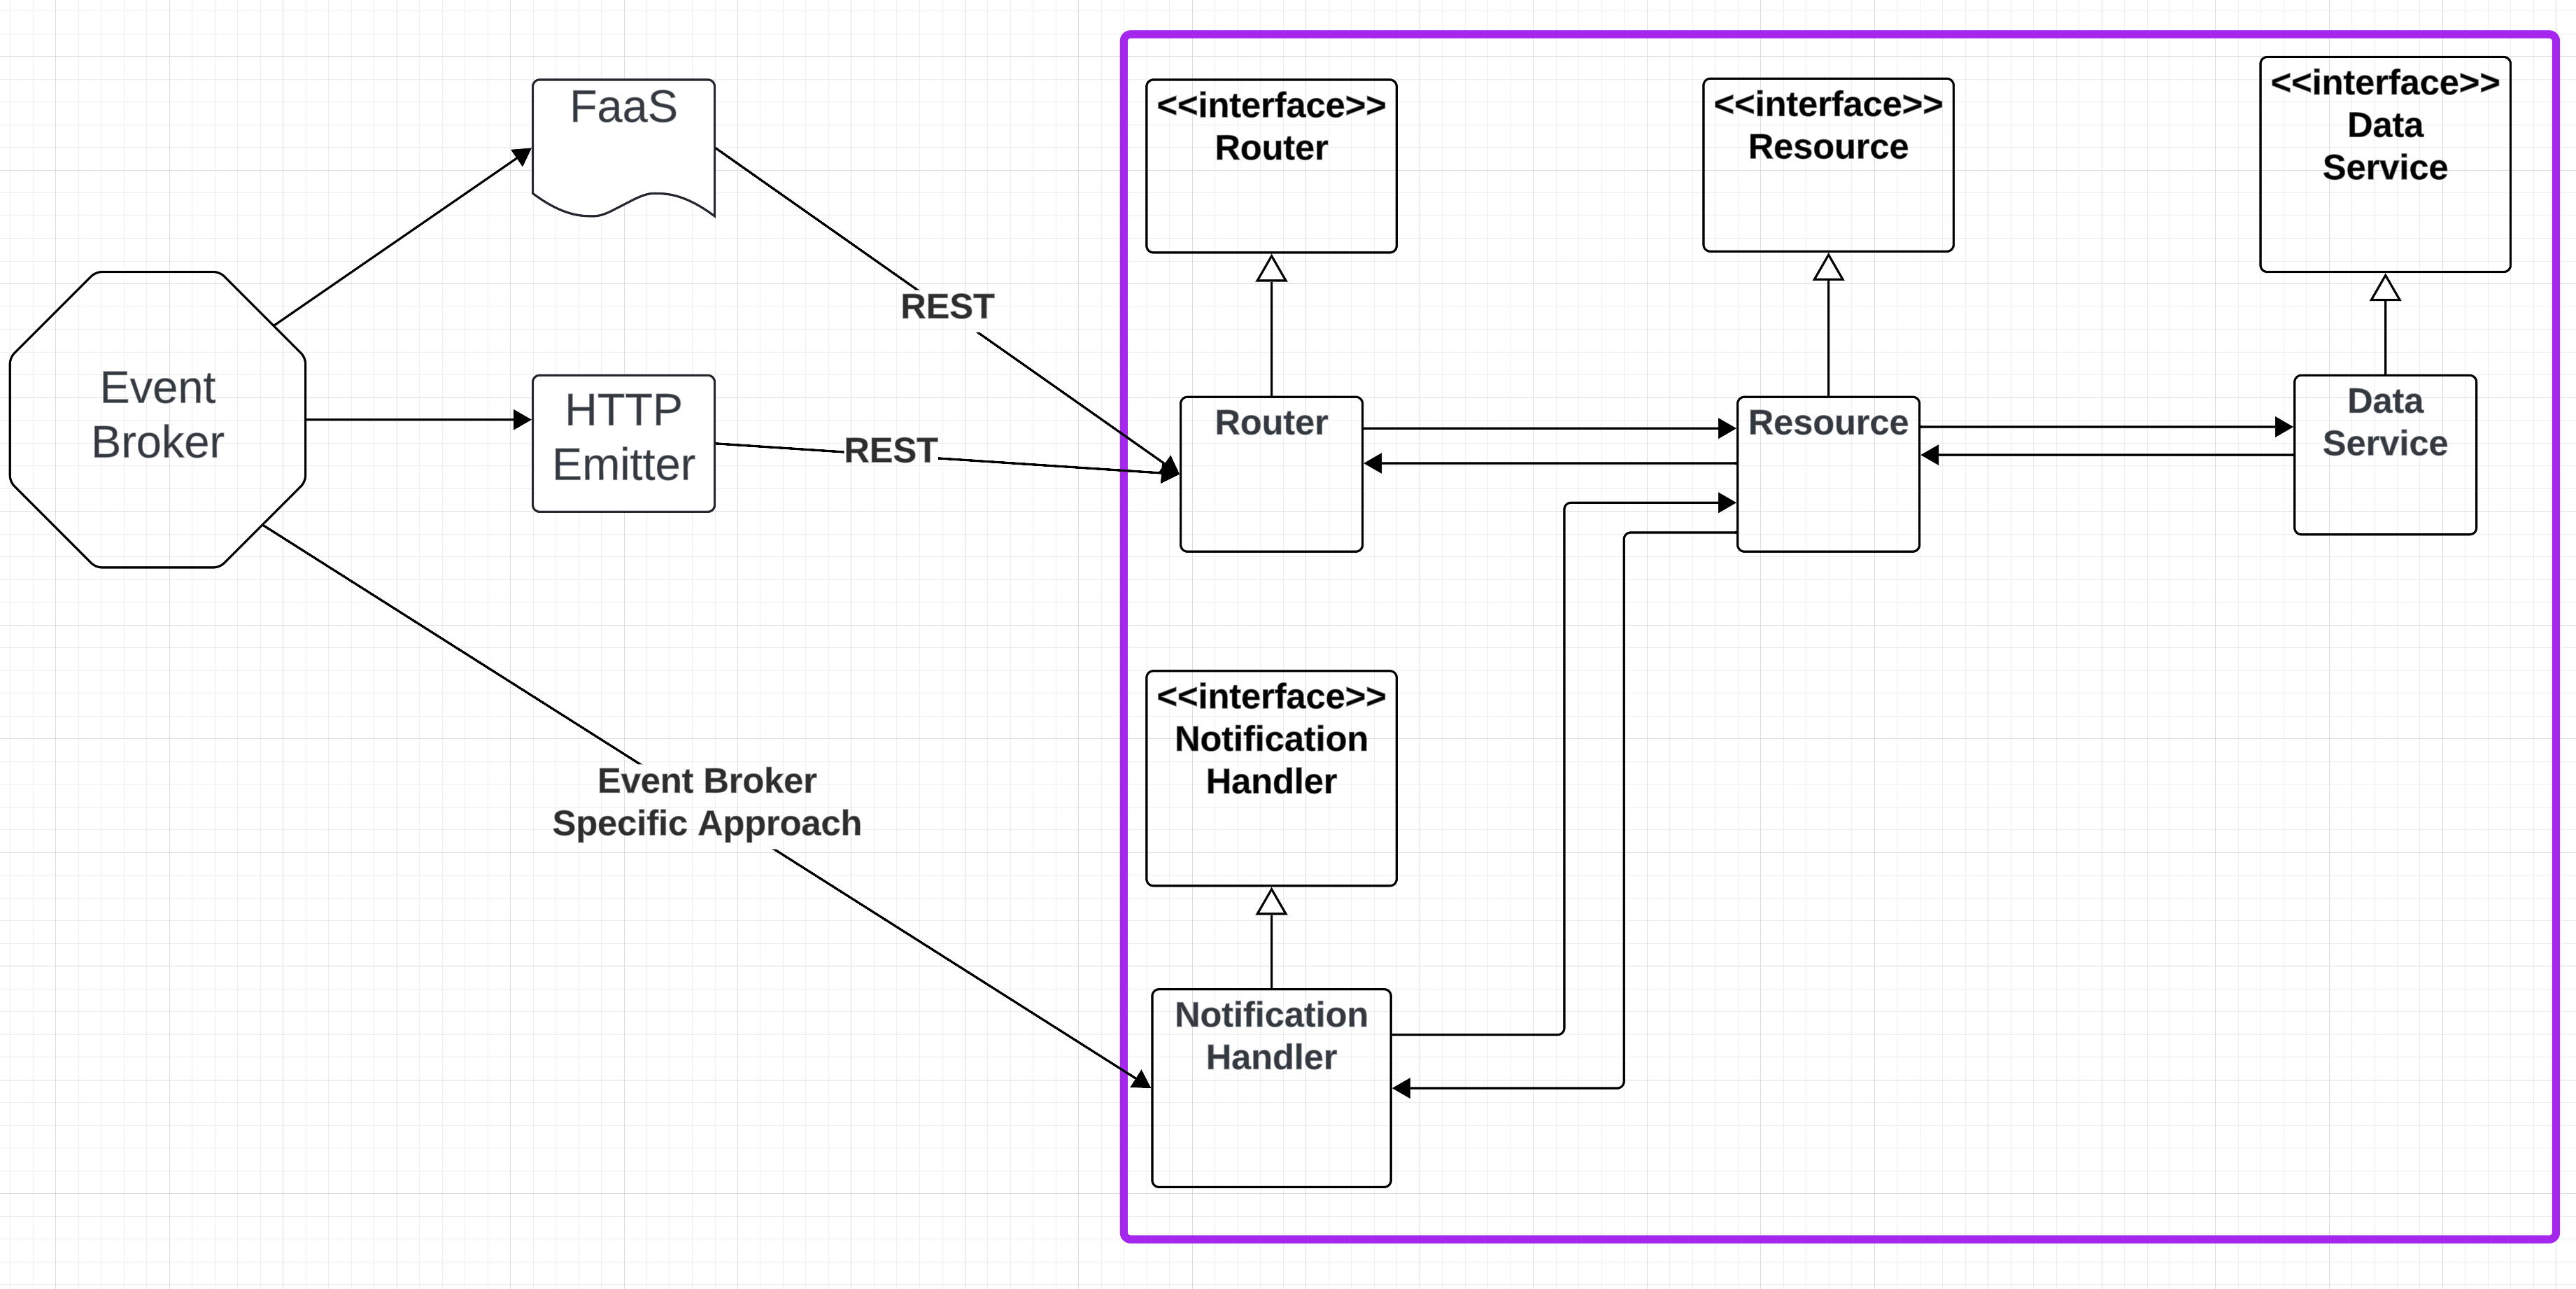 FaaS
<<interface>>
Router
<<interface>>
Resource
<<interface>>
Data
Service
REST
Event
Broker
HTTP
Emitter
REST
Router
Resource
Data
Service
<<interface>>
Notification
Handler
Event Broker
Specific Approach
Notification
Handler